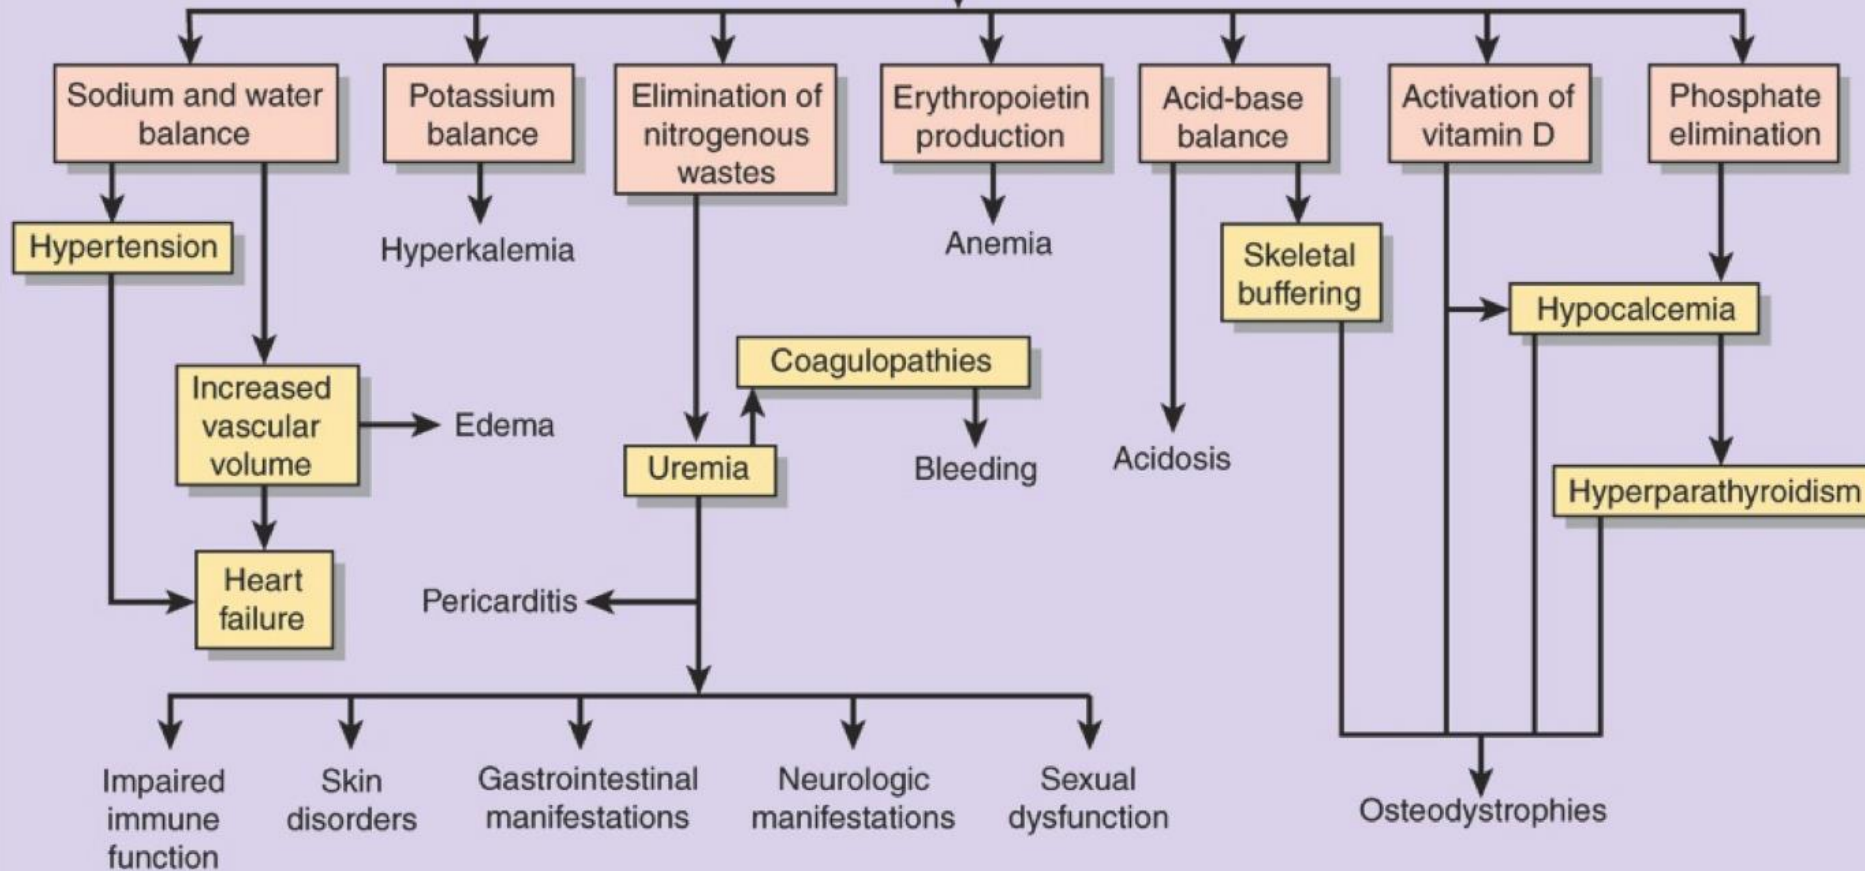 Sodium and water
balance
Potassium
balance
Elimination of
nitrogenous
wastes
Erythropoietin
production
Acid-base
balance
Activation of
vitamin D
Phosphate
elimination
Hypertension
Hyperkalemia
Anemia
Skeletal
buffering
Hypocalcemia
Coagulopathies
Increased
vascular
volume
Edema
Uremia
Bleeding
Acidosis
Hyperparathyroidism
Heart
failure
Pericarditis
Impaired
immune
function
Skin
disorders
Gastrointestinal
manifestations
Neurologic
manifestations
Sexual
dysfunction
Osteodystrophies